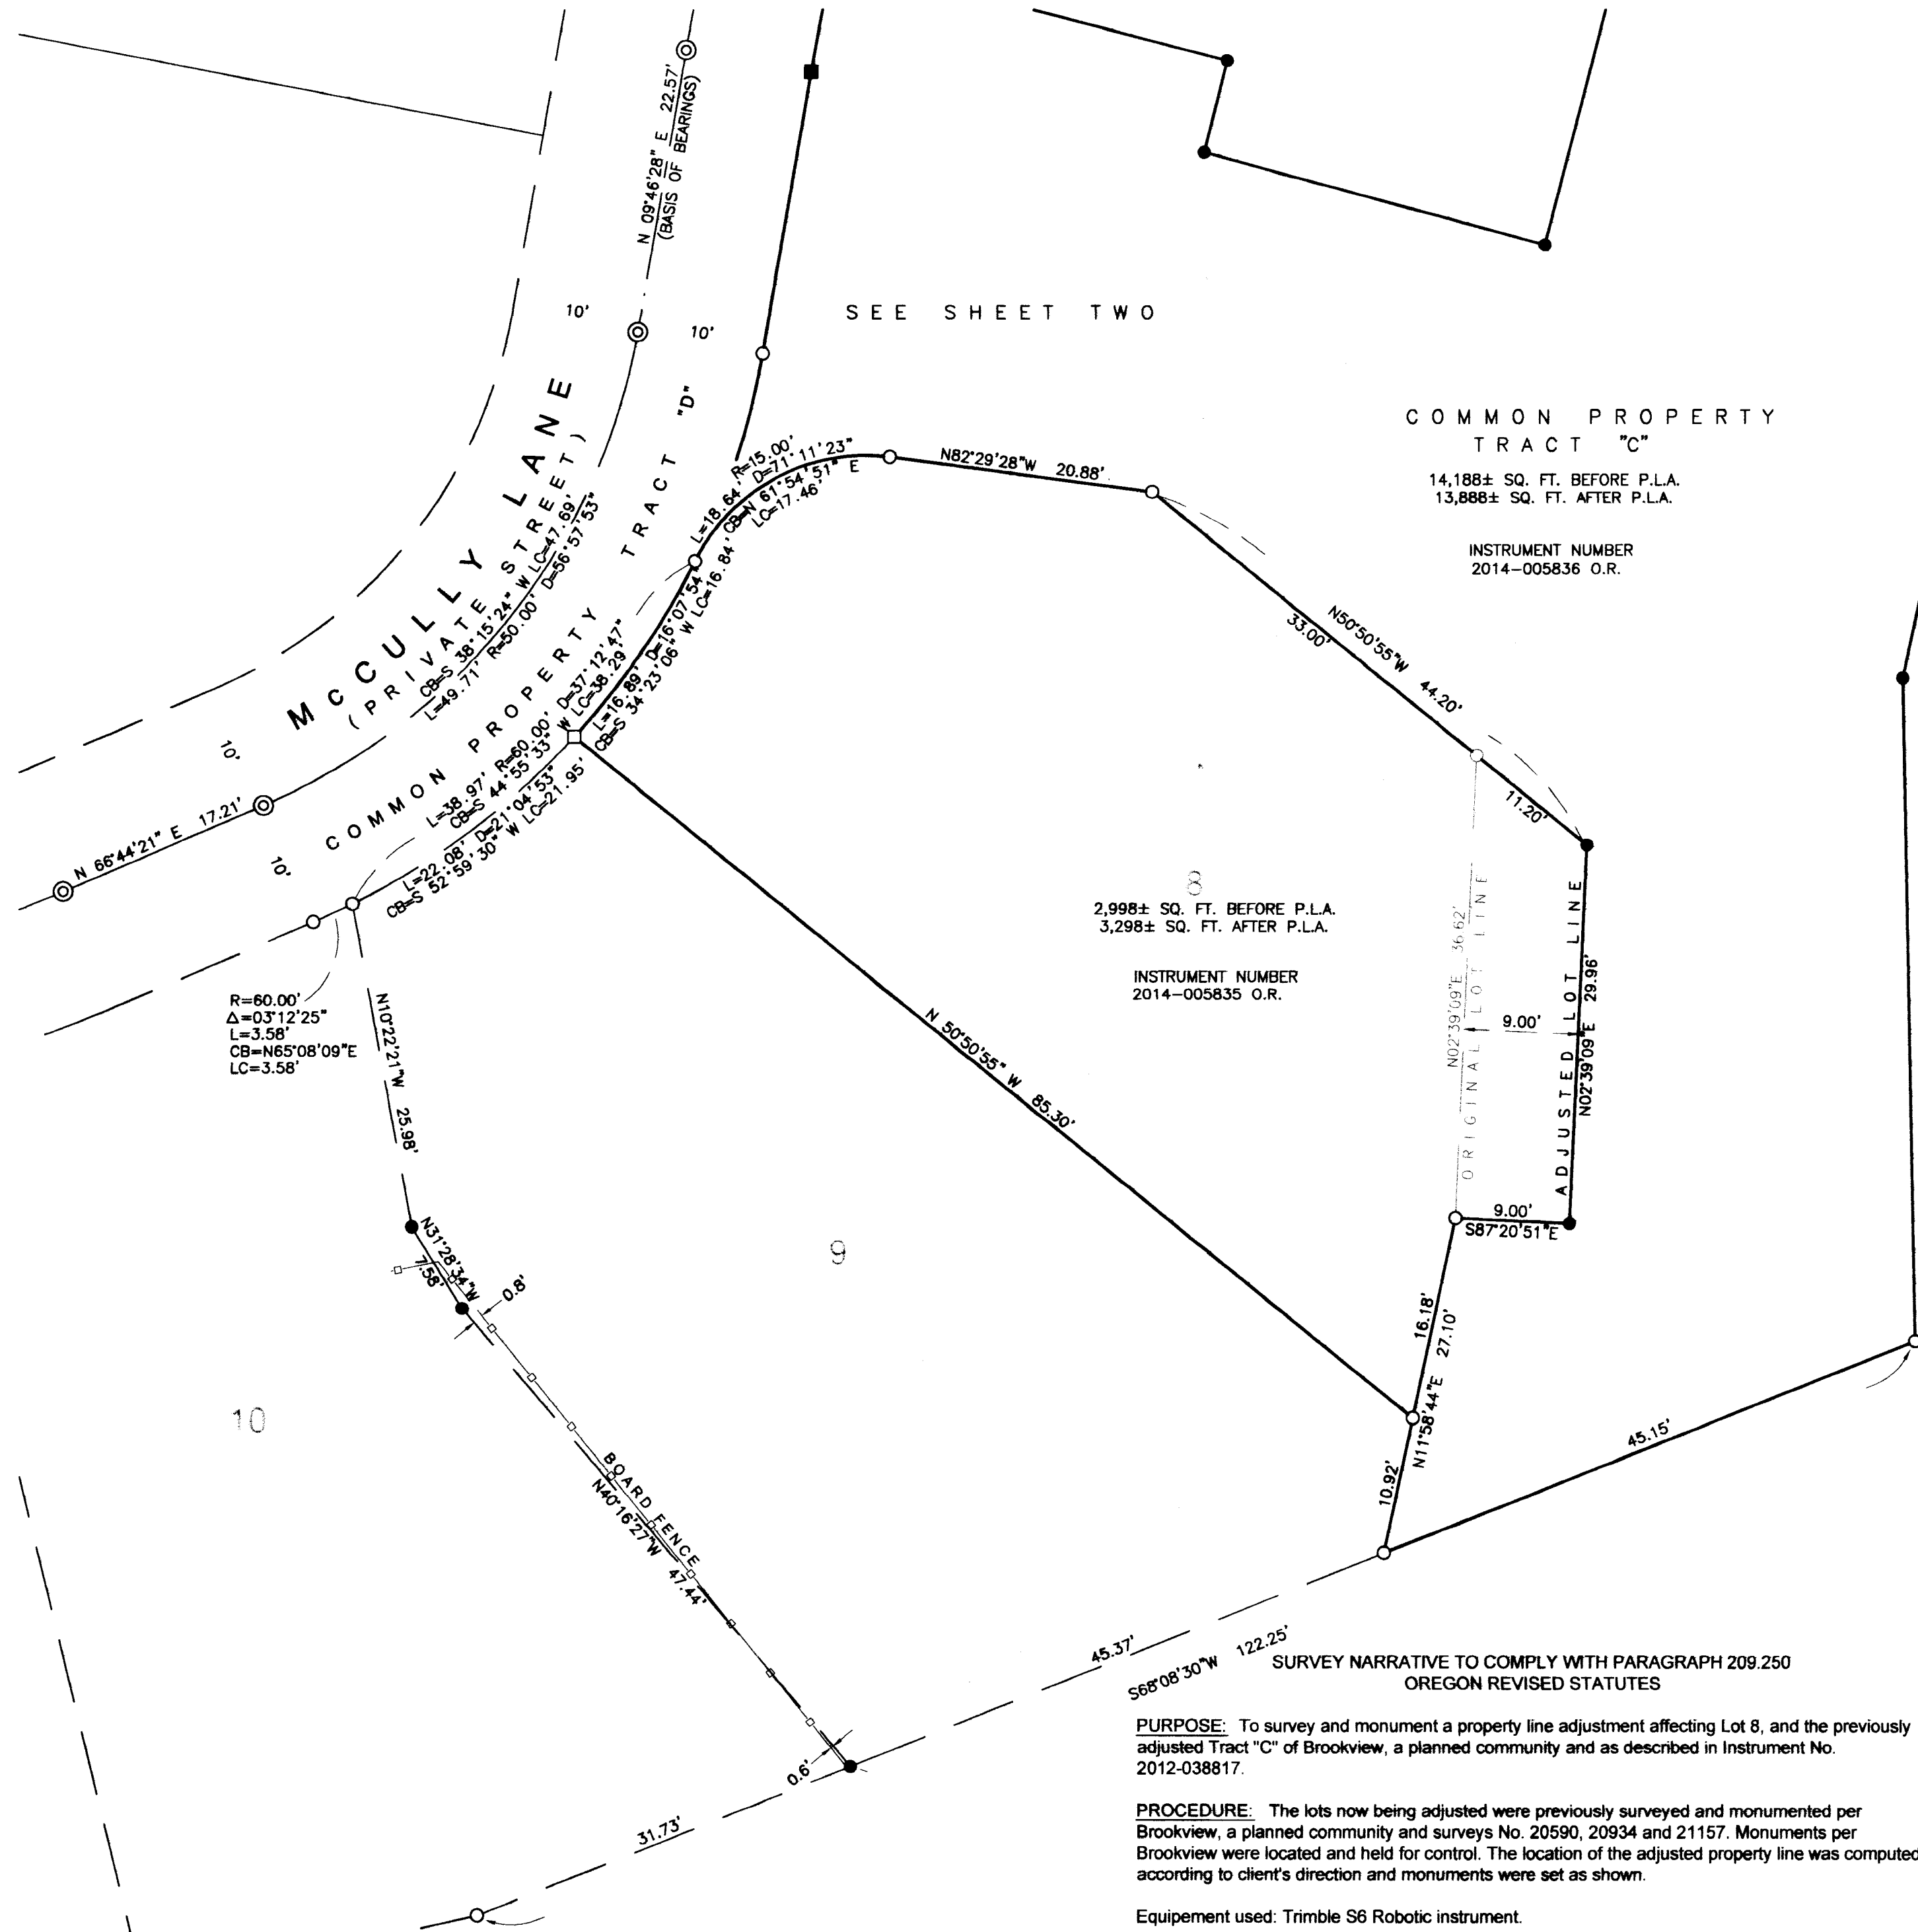 N 09°46'28" E 22.57'
(BASIS OF BEARINGS)
10'
10'
SEE SHEET TWO
McCULLY LANE
(PRIVATE STREET)
CB=S 38°15'24" W LC=47.69'
L=49.71' R=50.00' D=56°57'53"
TRACT "D"
COMMON PROPERTY
R=15.00'
L=18.64' D=71°11'23"
CB=N 61°54'51" E
LC=17.46'
N82°29'28"W 20.88'
COMMON PROPERTY
TRACT "C"
14,188± SQ. FT. BEFORE P.L.A.
13,888± SQ. FT. AFTER P.L.A.
INSTRUMENT NUMBER
2014-005836 O.R.
L=16.89' D=16°07'54"
CB=S 34°23'06" W LC=16.84'
L=38.97' R=60.00' D=37°12'47"
CB=S 44°55'33" W LC=38.29'
L=22.08' D=21°04'53"
CB=S 52°59'30" W LC=21.95'
N50°50'55"W 44.20'
33.00'
11.20'
10'
N 66°44'21" E 17.21'
10'
8
2,998± SQ. FT. BEFORE P.L.A.
3,298± SQ. FT. AFTER P.L.A.
INSTRUMENT NUMBER
2014-005835 O.R.
N02°39'09"E 36.62'
ORIGINAL LOT LINE
9.00'
ADJUSTED LOT LINE
N02°39'09"E 29.96'
R=60.00'
Δ=03°12'25"
L=3.58'
CB=N65°08'09"E
LC=3.58'
N10°22'21"W 25.98'
N 50°50'55" W 85.30'
9.00'
S87°20'51"E
9
N31°28'34"W
7.58'
0.8'
16.18'
N11°58'44"E 27.10'
10.92'
45.15'
10
BOARD FENCE
N40°16'27"W 47.44'
45.37'
S68°08'30"W 122.25'
0.6'
31.73'
SURVEY NARRATIVE TO COMPLY WITH PARAGRAPH 209.250
OREGON REVISED STATUTES
PURPOSE: To survey and monument a property line adjustment affecting Lot 8, and the previously
adjusted Tract "C" of Brookview, a planned community and as described in Instrument No.
2012-038817.
PROCEDURE: The lots now being adjusted were previously surveyed and monumented per
Brookview, a planned community and surveys No. 20590, 20934 and 21157. Monuments per
Brookview were located and held for control. The location of the adjusted property line was computed
according to client's direction and monuments were set as shown.
Equipement used: Trimble S6 Robotic instrument.